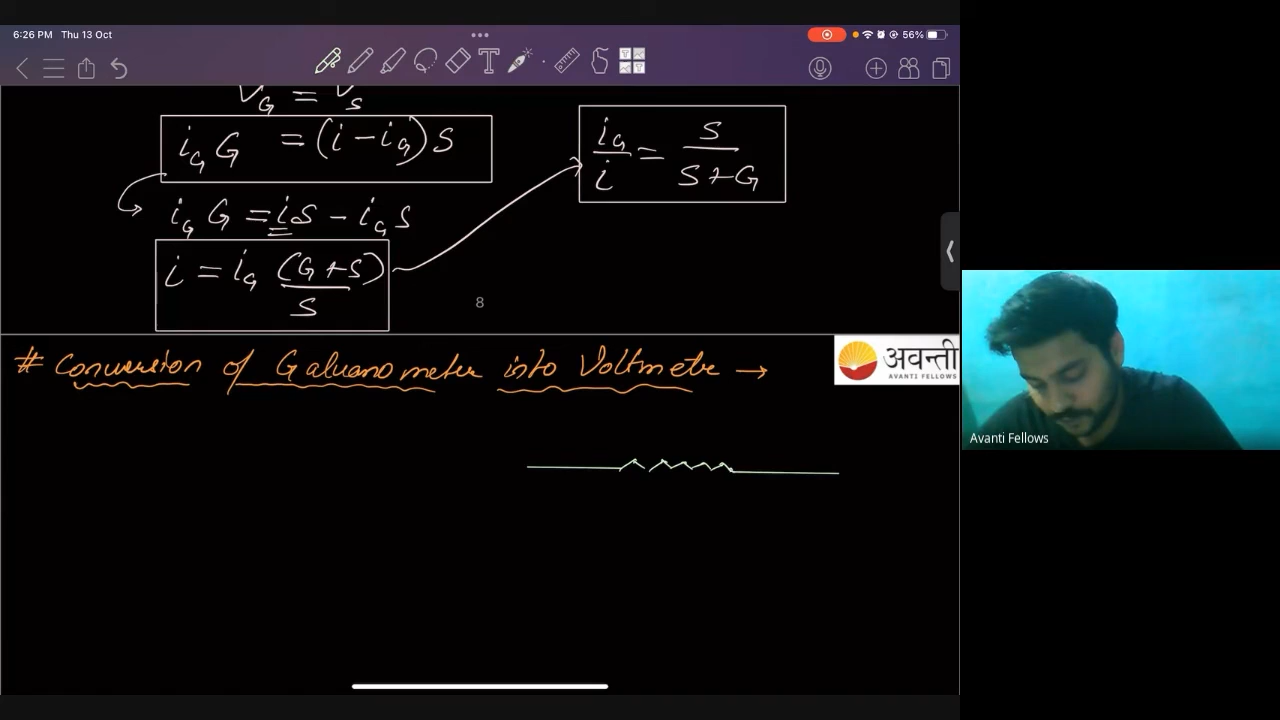 6:26 PM Thu 13 Oct
56%
V_G = V_S
i_G G = (i - i_G) S
i_G G = iS - i_G S
i = i_G (G + S) / S
i_G / i = S / (S + G)
8
# Conversion of Galvanometer into Voltmetre →
अवन्ती
AVANTI FELLOWS
Avanti Fellows